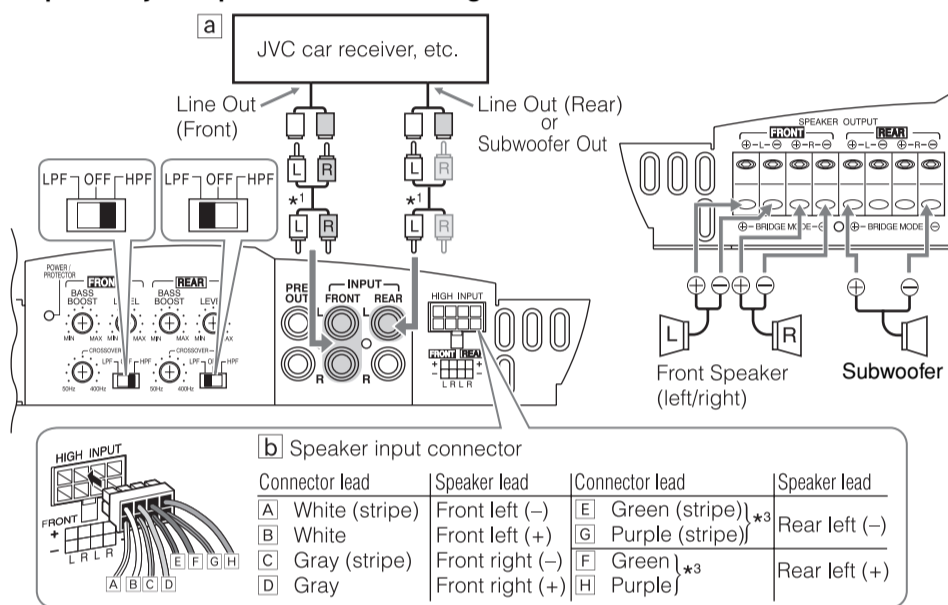 a
JVC car receiver, etc.
Line Out
(Front)
Line Out (Rear)
or
Subwoofer Out
L R
L R
*1 *1
L R
L R
LPF OFF HPF
LPF OFF HPF
POWER /
PROTECTOR
FRONT
BASS
BOOST
LEVEL
MIN MAX MIN MAX
REAR
BASS
BOOST
LEVEL
MIN MAX MIN MAX
CROSSOVER
LPF OFF HPF
50Hz 400Hz
CROSSOVER
LPF OFF HPF
50Hz 400Hz
PRE
OUT
INPUT
FRONT REAR
L L
R R
HIGH INPUT
FRONT REAR
+
–
L R L R
SPEAKER OUTPUT
FRONT REAR
⊕-L-⊖ ⊕-R-⊖ ⊕-L-⊖ ⊕-R-⊖
⊕- BRIDGE MODE -⊖ ⊕- BRIDGE MODE -⊖
⊕ ⊖ ⊕ ⊖ ⊕ ⊖
L R
Front Speaker
(left/right)
Subwoofer
b Speaker input connector
HIGH INPUT
FRONT
+
–
L R L R
A B C D E F G H
Connector lead Speaker lead Connector lead Speaker lead
A White (stripe) Front left (–)
B White Front left (+)
C Gray (stripe) Front right (–)
D Gray Front right (+)
E Green (stripe)
G Purple (stripe) *3 Rear left (–)
F Green
H Purple *3 Rear left (+)